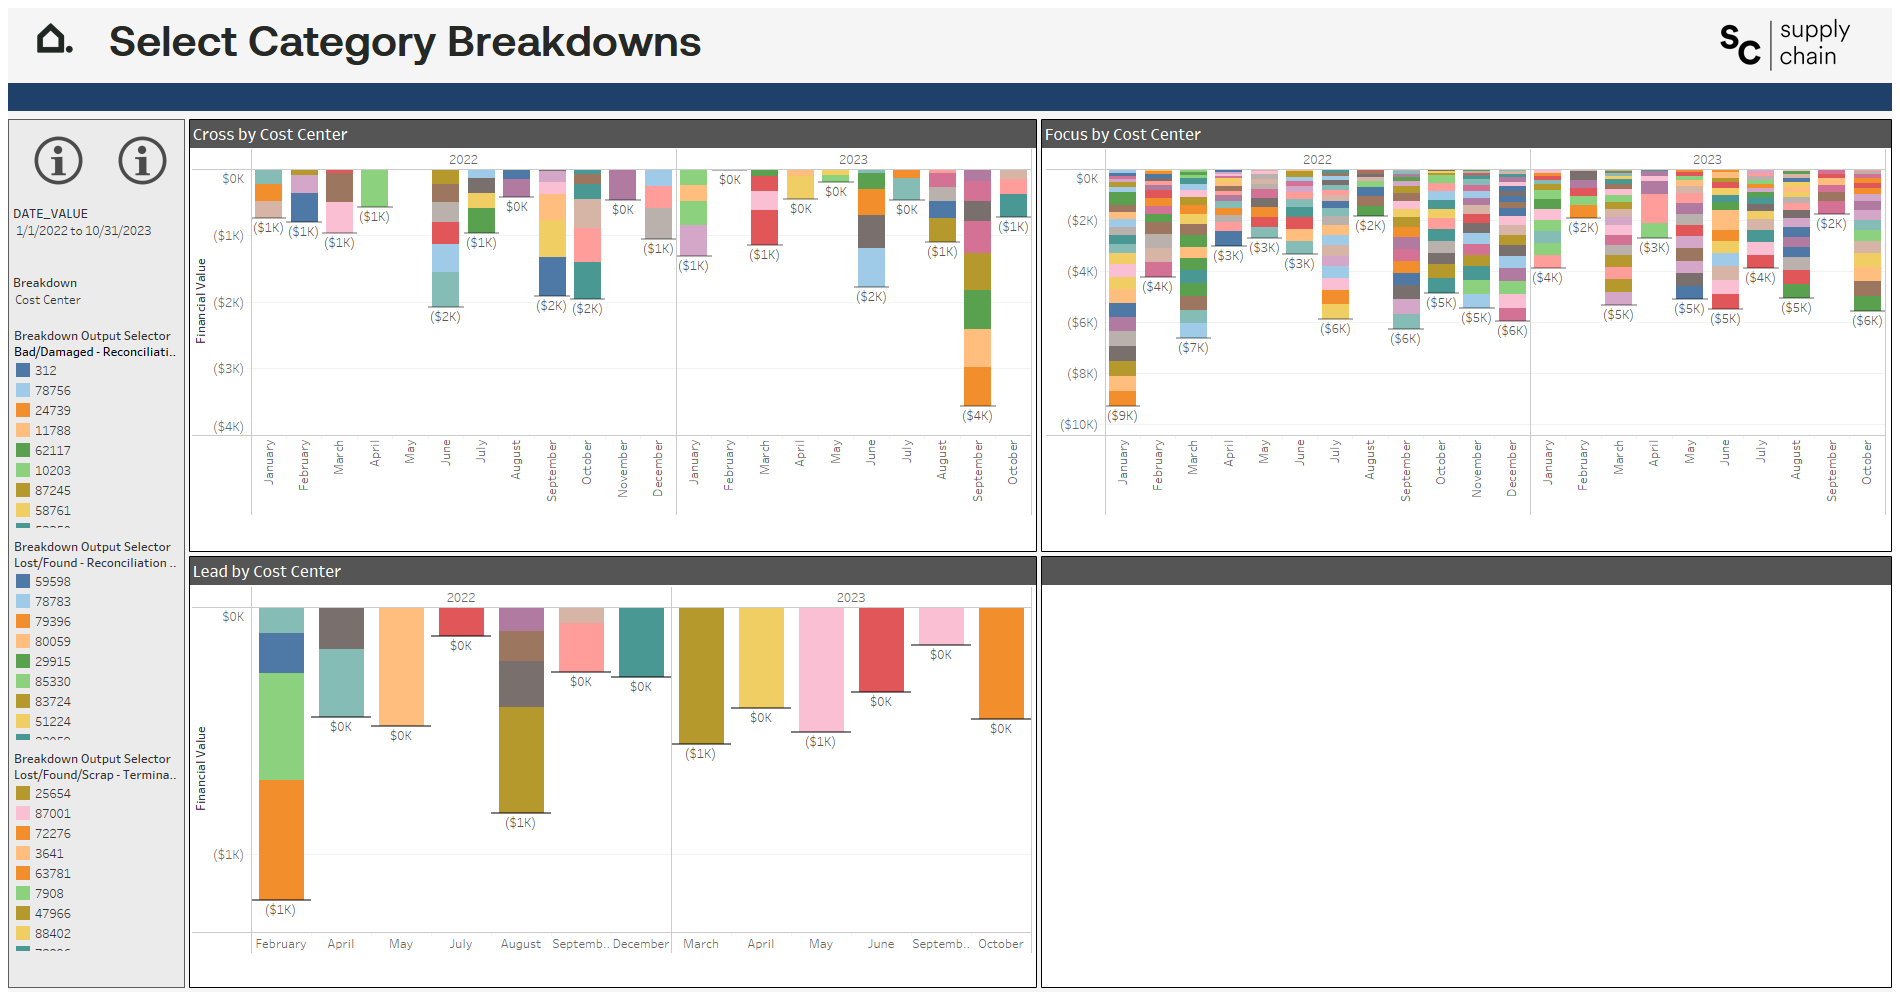 Select Category Breakdowns
SC supply
chain
DATE_VALUE
1/1/2022 to 10/31/2023
Breakdown
Cost Center
Breakdown Output Selector
Bad/Damaged - Reconciliati..
312
78756
24739
11788
62117
10203
87245
58761
Breakdown Output Selector
Lost/Found - Reconciliation ..
59598
78783
79396
80059
29915
85330
83724
51224
Breakdown Output Selector
Lost/Found/Scrap - Termina..
25654
87001
72276
3641
63781
7908
47966
88402
Cross by Cost Center
2022 2023
Financial Value
$0K
($1K)
($2K)
($3K)
($4K)
($1K) ($1K) ($1K) ($1K) ($2K) ($1K) $0K ($2K) ($2K) $0K ($1K) ($1K) $0K ($1K) $0K $0K ($2K) $0K ($1K) ($4K) ($1K)
January February March April May June July August September October November December January February March April May June July August September October
Focus by Cost Center
2022 2023
$0K
($2K)
($4K)
($6K)
($8K)
($10K)
($9K) ($4K) ($7K) ($3K) ($3K) ($3K) ($6K) ($2K) ($6K) ($5K) ($5K) ($6K) ($4K) ($2K) ($5K) ($3K) ($5K) ($5K) ($4K) ($5K) ($2K) ($6K)
January February March April May June July August September October November December January February March April May June July August September October
Lead by Cost Center
2022 2023
Financial Value
$0K
($1K)
($1K) $0K $0K $0K ($1K) $0K $0K ($1K) $0K ($1K) $0K $0K $0K
February April May July August Septemb.. December March April May June Septemb.. October